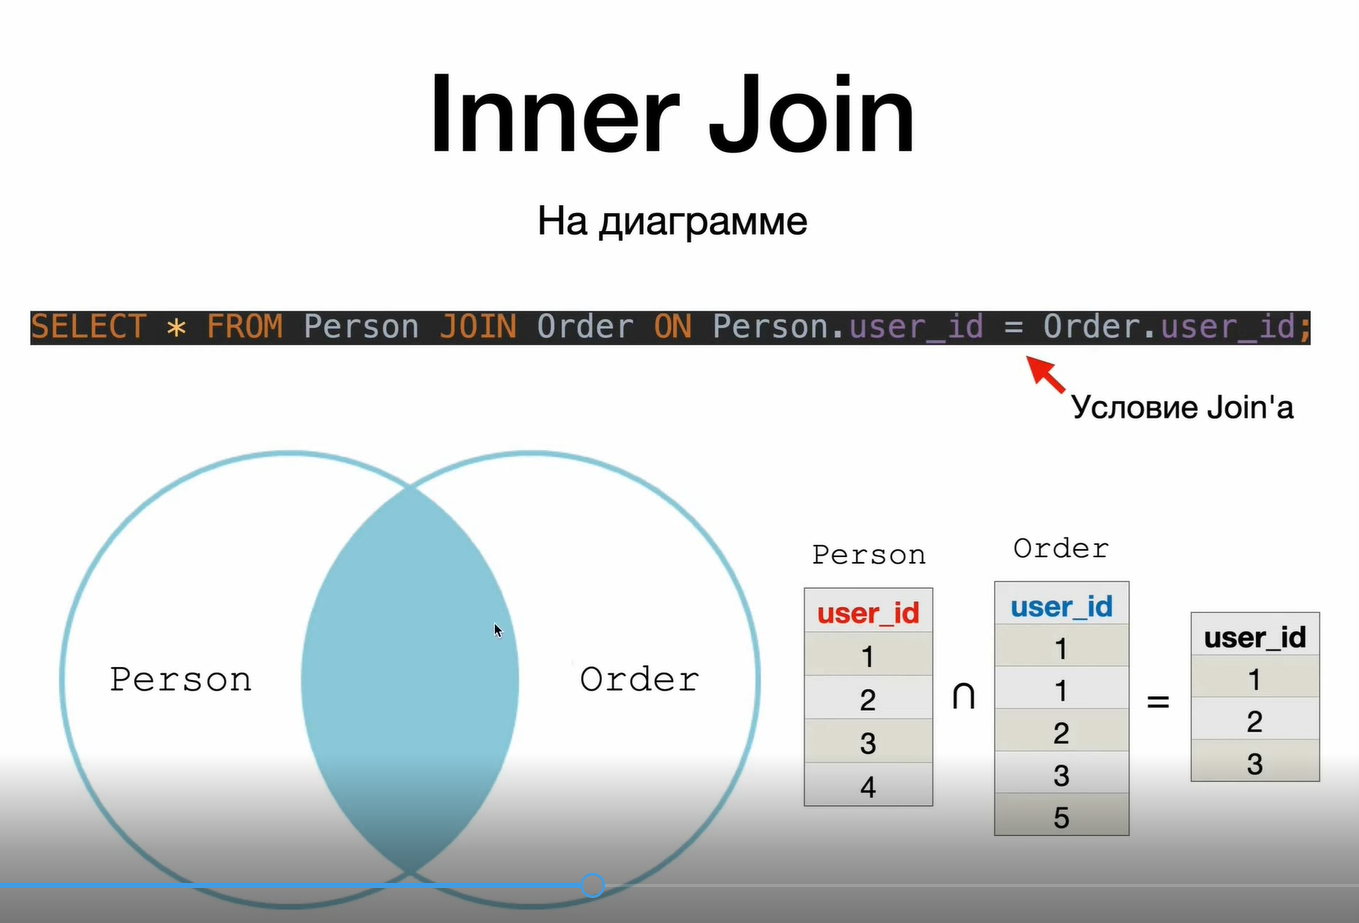 Inner Join
На диаграмме
SELECT * FROM Person JOIN Order ON Person.user_id = Order.user_id;
Условие Join'а
Person
Order
Person
user_id
1
2
3
4
∩
Order
user_id
1
1
2
3
5
=
user_id
1
2
3